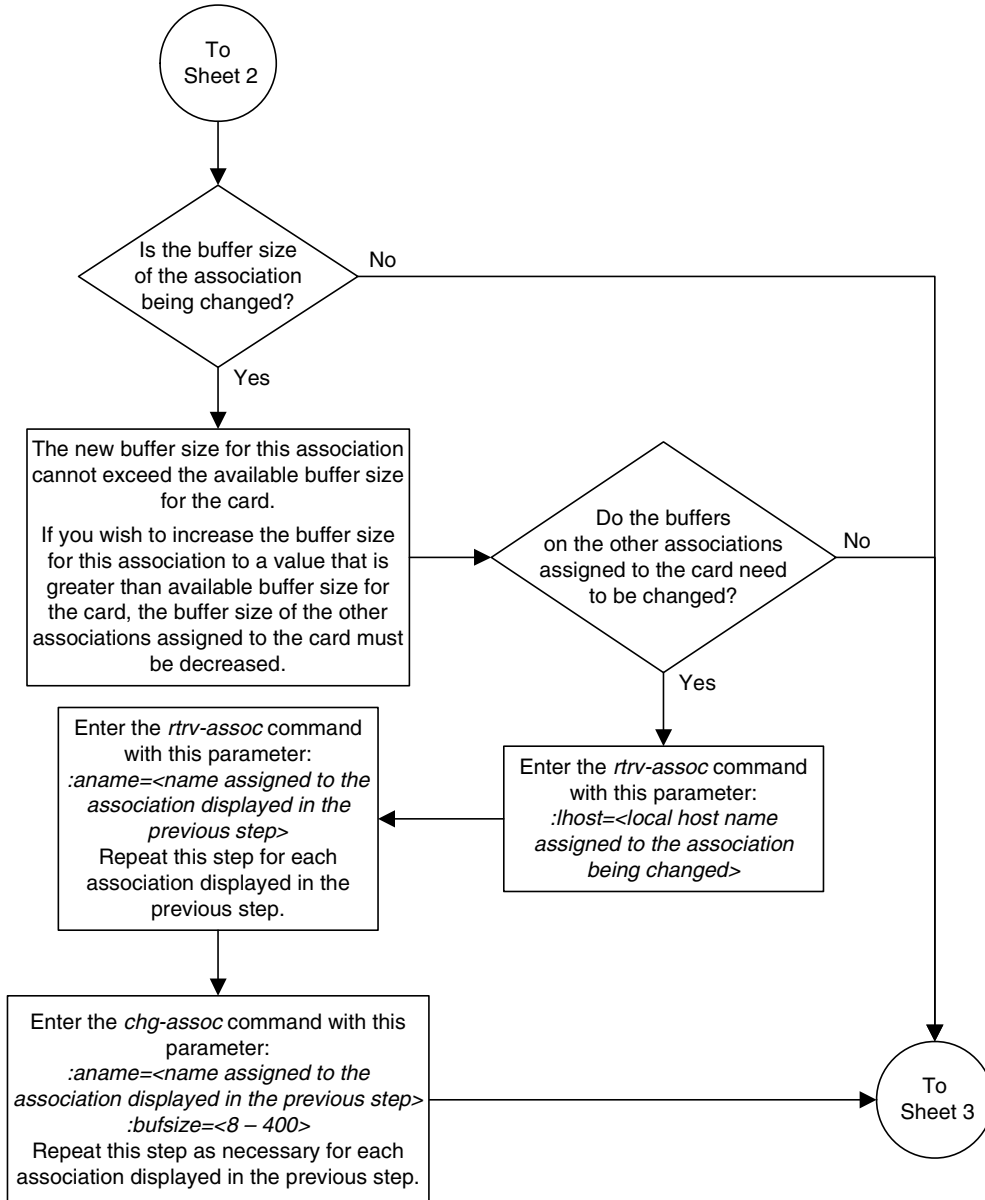 To
Sheet 2
Is the buffer size
of the association
being changed?
No
Yes
The new buffer size for this association
cannot exceed the available buffer size
for the card.
If you wish to increase the buffer size
for this association to a value that is
greater than available buffer size for
the card, the buffer size of the other
associations assigned to the card must
be decreased.
Do the buffers
on the other associations
assigned to the card need
to be changed?
No
Yes
Enter the rtrv-assoc command
with this parameter:
:lhost=<local host name
assigned to the association
being changed>
Enter the rtrv-assoc command
with this parameter:
:aname=<name assigned to the
association displayed in the
previous step>
Repeat this step for each
association displayed in the
previous step.
Enter the chg-assoc command with this
parameter:
:aname=<name assigned to the
association displayed in the previous step>
:bufsize=<8 – 400>
Repeat this step as necessary for each
association displayed in the previous step.
To
Sheet 3